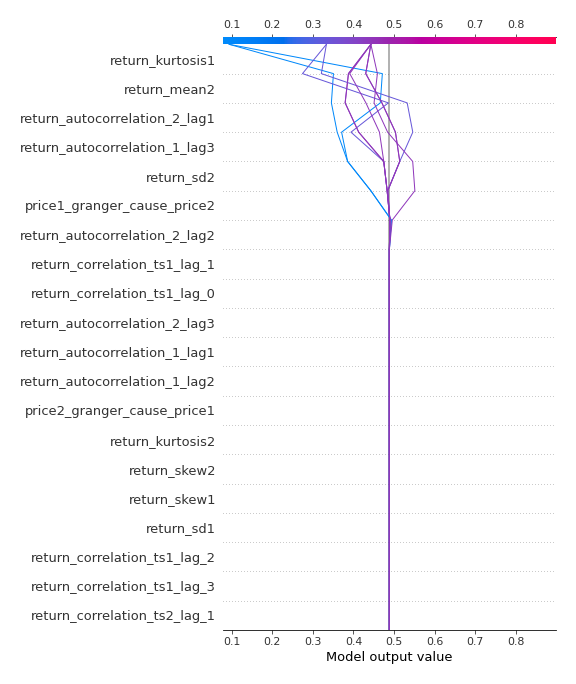 0.1 0.2 0.3 0.4 0.5 0.6 0.7 0.8
return_kurtosis1
return_mean2
return_autocorrelation_2_lag1
return_autocorrelation_1_lag3
return_sd2
price1_granger_cause_price2
return_autocorrelation_2_lag2
return_correlation_ts1_lag_1
return_correlation_ts1_lag_0
return_autocorrelation_2_lag3
return_autocorrelation_1_lag1
return_autocorrelation_1_lag2
price2_granger_cause_price1
return_kurtosis2
return_skew2
return_skew1
return_sd1
return_correlation_ts1_lag_2
return_correlation_ts1_lag_3
return_correlation_ts2_lag_1
0.1 0.2 0.3 0.4 0.5 0.6 0.7 0.8
Model output value